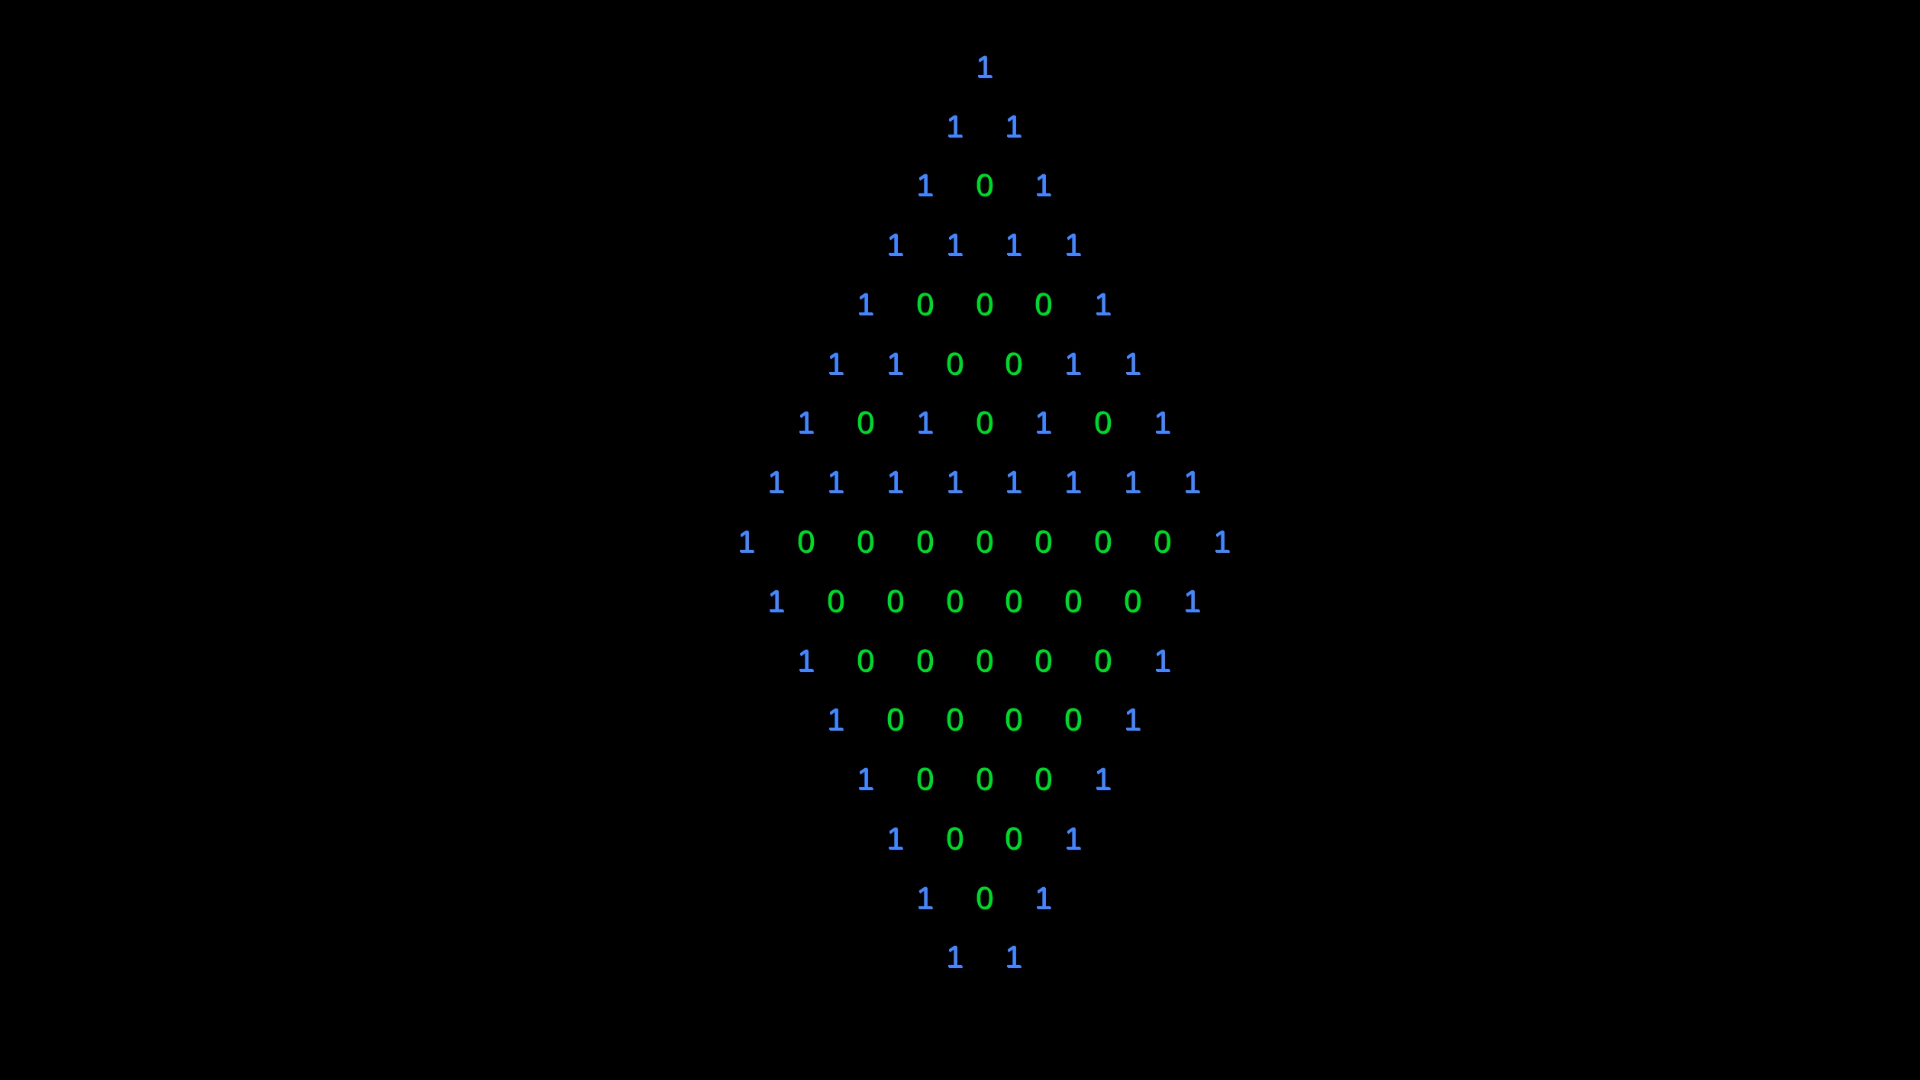 1
1 1
1 0 1
1 1 1 1
1 0 0 0 1
1 1 0 0 1 1
1 0 1 0 1 0 1
1 1 1 1 1 1 1 1
1 0 0 0 0 0 0 0 1
1 0 0 0 0 0 0 1
1 0 0 0 0 0 1
1 0 0 0 0 1
1 0 0 0 1
1 0 0 1
1 0 1
1 1